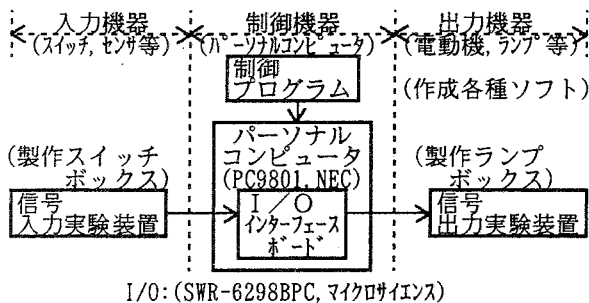 入力機器
(スイッチ,センサ等)
制御機器
(パーソナルコンピュータ)
出力機器
(電動機,ランプ等)
制御
プログラム
(作成各種ソフト)
(製作スイッチ
ボックス)
信号
入力実験装置
パーソナル
コンピュータ
(PC9801,NEC)
I/O
インターフェース
ボード
(製作ランプ
ボックス)
信号
出力実験装置
I/O:(SWR-6298BPC,マイクロサイエンス)